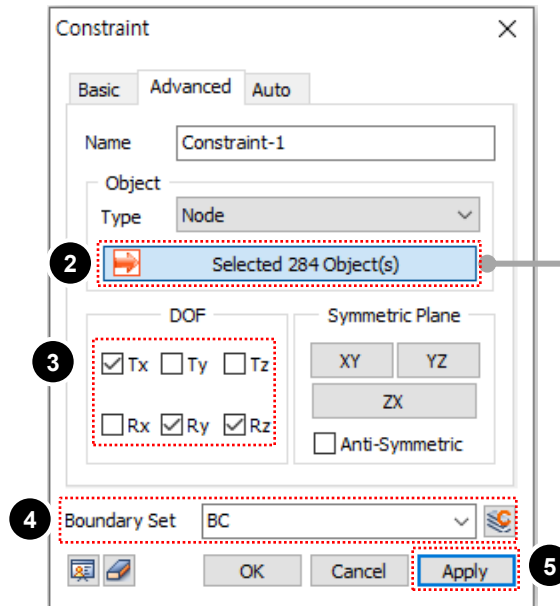 Constraint
Basic Advanced Auto
Name Constraint-1
Object
Type Node
2 Selected 284 Object(s)
DOF Symmetric Plane
3 Tx Ty Tz XY YZ
ZX
Rx Ry Rz
Anti-Symmetric
4 Boundary Set BC
OK Cancel Apply 5